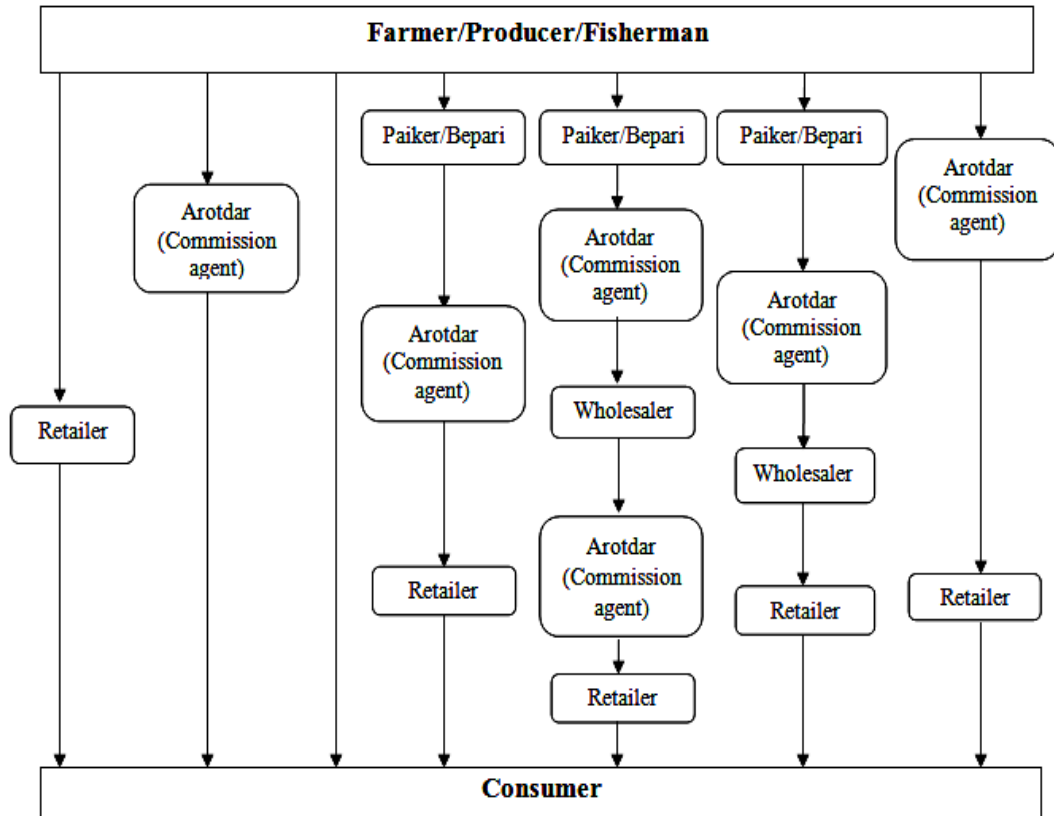 Farmer/Producer/Fisherman
Retailer
Arotdar
(Commission
agent)
Paiker/Bepari
Arotdar
(Commission
agent)
Retailer
Paiker/Bepari
Arotdar
(Commission
agent)
Wholesaler
Arotdar
(Commission
agent)
Retailer
Paiker/Bepari
Arotdar
(Commission
agent)
Wholesaler
Retailer
Arotdar
(Commission
agent)
Retailer
Consumer